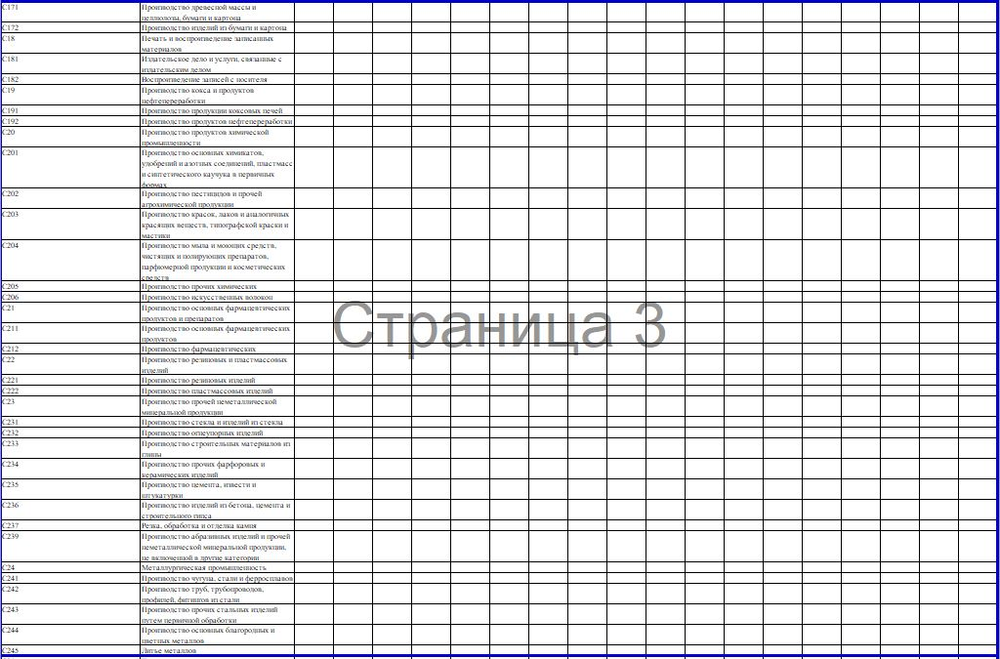 C171 Производство древесной массы и
целлюлозы, бумаги и картона
C172 Производство изделий из бумаги и картона
C18 Печать и воспроизведение записанных
материалов
C181 Издательское дело и услуги, связанные с
издательским делом
C182 Воспроизведение записей с носителя
C19 Производство кокса и продуктов
нефтепереработки
C191 Производство продукции коксовых печей
C192 Производство продуктов нефтепереработки
C20 Производство продуктов химической
промышленности
C201 Производство основных химикатов,
удобрений и азотных соединений, пластмасс
и синтетического каучука в первичных
формах
C202 Производство пестицидов и прочей
агрохимической продукции
C203 Производство красок, лаков и аналогичных
красящих веществ, типографской краски и
мастики
C204 Производство мыла и моющих средств,
чистящих и полирующих препаратов,
парфюмерной продукции и косметических
средств
C205 Производство прочих химических
C206 Производство искусственных волокон
C21 Производство основных фармацевтических
продуктов и препаратов
C211 Производство основных фармацевтических
продуктов
C212 Производство фармацевтических
C22 Производство резиновых и пластмассовых
изделий
C221 Производство резиновых изделий
C222 Производство пластмассовых изделий
C23 Производство прочей неметаллической
минеральной продукции
C231 Производство стекла и изделий из стекла
C232 Производство огнеупорных изделий
C233 Производство строительных материалов из
глины
C234 Производство прочих фарфоровых и
керамических изделий
C235 Производство цемента, извести и
штукатурки
C236 Производство изделий из бетона, цемента и
строительного гипса
C237 Резка, обработка и отделка камня
C239 Производство абразивных изделий и прочей
неметаллической минеральной продукции,
не включенной в другие категории
C24 Металлургическая промышленность
C241 Производство чугуна, стали и ферросплавов
C242 Производство труб, трубопроводов,
профилей, фитингов из стали
C243 Производство прочих стальных изделий
путем первичной обработки
C244 Производство основных благородных и
цветных металлов
C245 Литье металлов
Страница 3